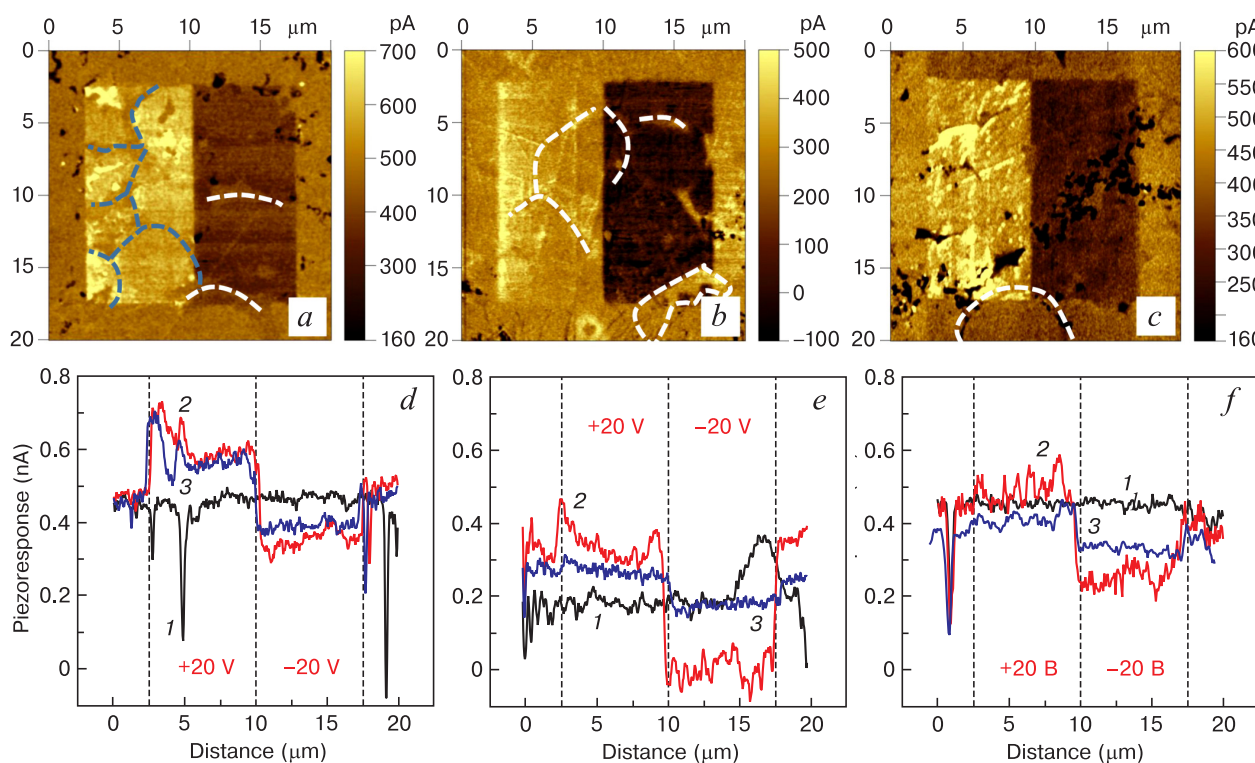 0 5 10 μm pA
0 5 10 μm pA
0 5 10 15 μm pA
0 5 10 15 20
700 600 500 400 300 160
a
0 5 10 15 20
500 400 300 200 100 0 −100
b
0 5 10 15 20
600 550 500 450 400 350 300 250 160
c
Piezoresponse (nA)
0.8 0.6 0.4 0.2 0
d
2
3
1
+20 V −20 V
0 5 10 15 20
Distance (μm)
0.8 0.6 0.4 0.2 0
e
+20 V −20 V
2
1
3
0 5 10 15 20
Distance (μm)
0.8 0.6 0.4 0.2 0
f
2
1
3
+20 B −20 B
0 5 10 15 20
Distance (μm)